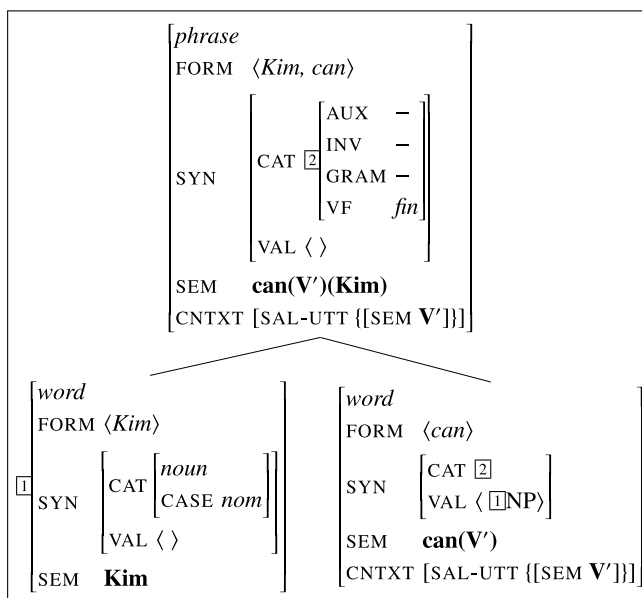 phrase
FORM ⟨Kim, can⟩
AUX –
INV –
CAT 2
GRAM –
SYN
VF fin
VAL ⟨ ⟩
SEM can(V′)(Kim)
CNTXT [SAL-UTT {[SEM V′]}]
word
FORM ⟨Kim⟩
1
noun
CAT
CASE nom
SYN
VAL ⟨ ⟩
SEM Kim
word
FORM ⟨can⟩
CAT 2
SYN
VAL ⟨ 1NP⟩
SEM can(V′)
CNTXT [SAL-UTT {[SEM V′]}]